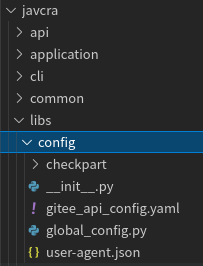 javcra
api
application
cli
common
libs
config
checkpart
__init__.py
! gitee_api_config.yaml
global_config.py
{} user-agent.json